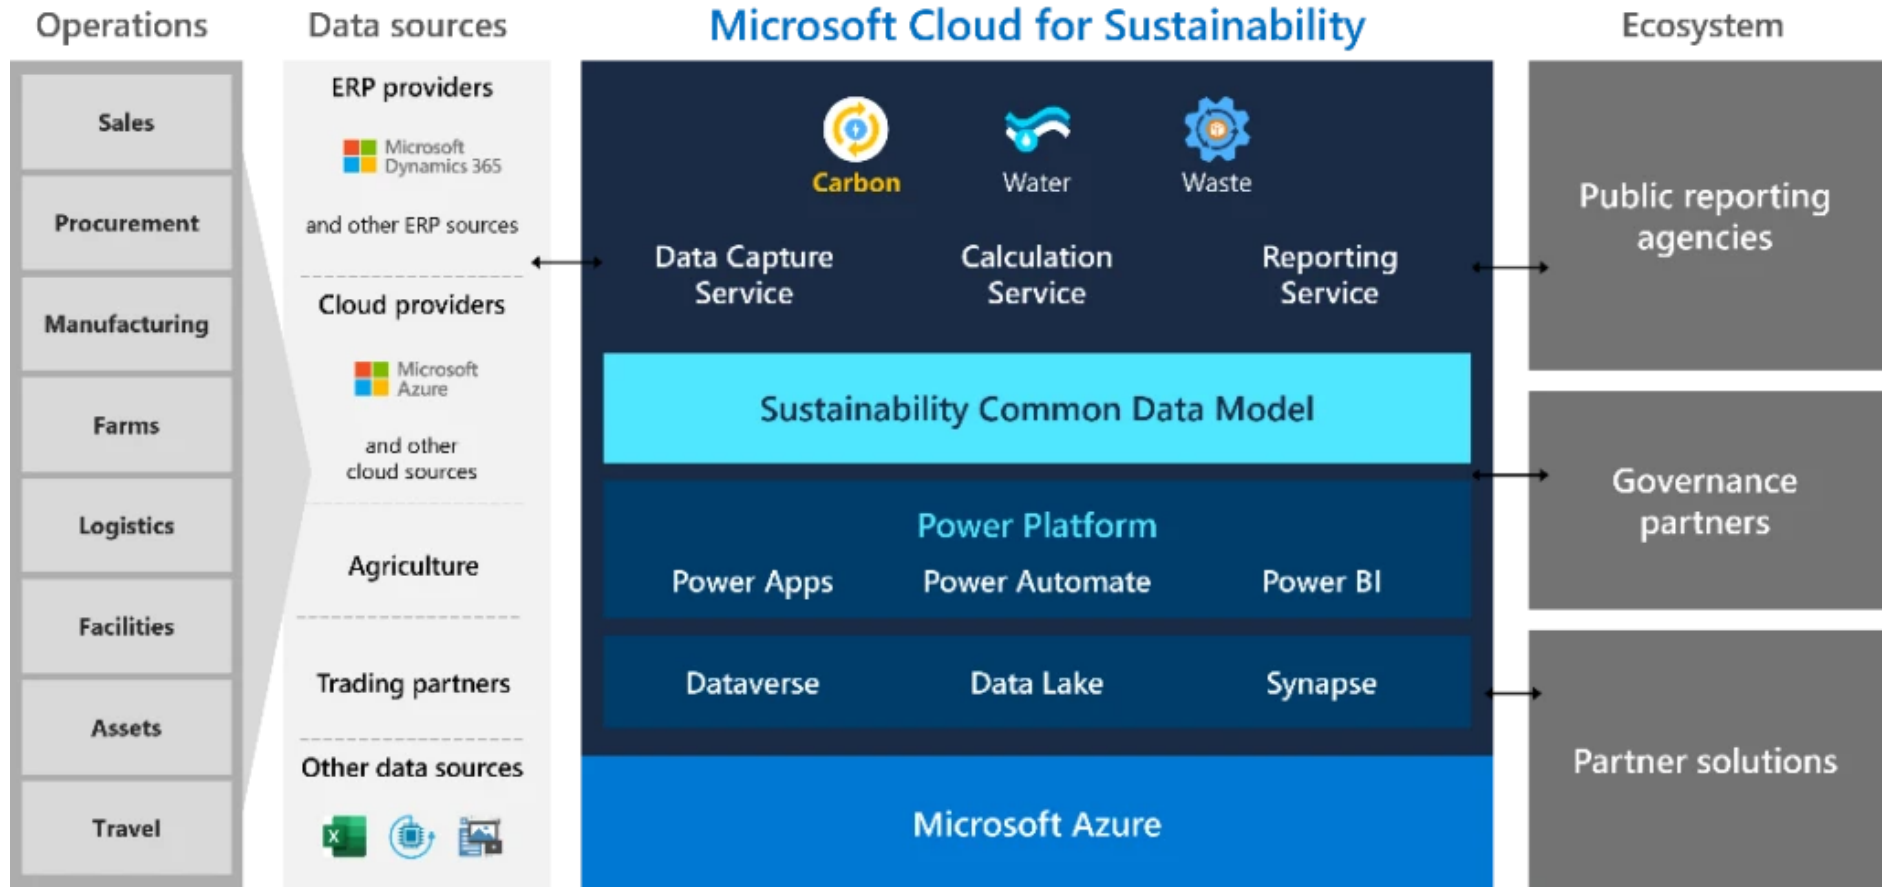 Operations
Sales
Procurement
Manufacturing
Farms
Logistics
Facilities
Assets
Travel
Data sources
ERP providers
Microsoft
Dynamics 365
and other ERP sources
Cloud providers
Microsoft
Azure
and other
cloud sources
Agriculture
Trading partners
Other data sources
X
Microsoft Cloud for Sustainability
Carbon
Water
Waste
Data Capture
Service
Calculation
Service
Reporting
Service
Sustainability Common Data Model
Power Platform
Power Apps
Power Automate
Power BI
Dataverse
Data Lake
Synapse
Microsoft Azure
Ecosystem
Public reporting
agencies
Governance
partners
Partner solutions